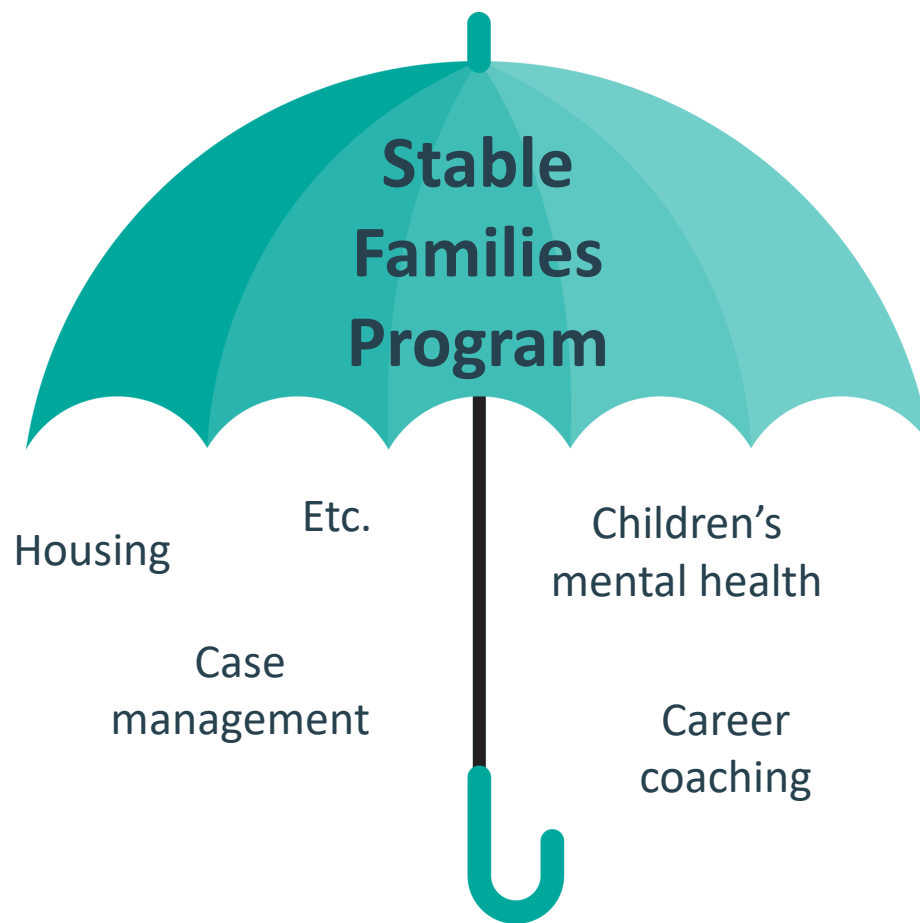 Stable
Families
Program
Housing
Etc.
Children’s
mental health
Case
management
Career
coaching